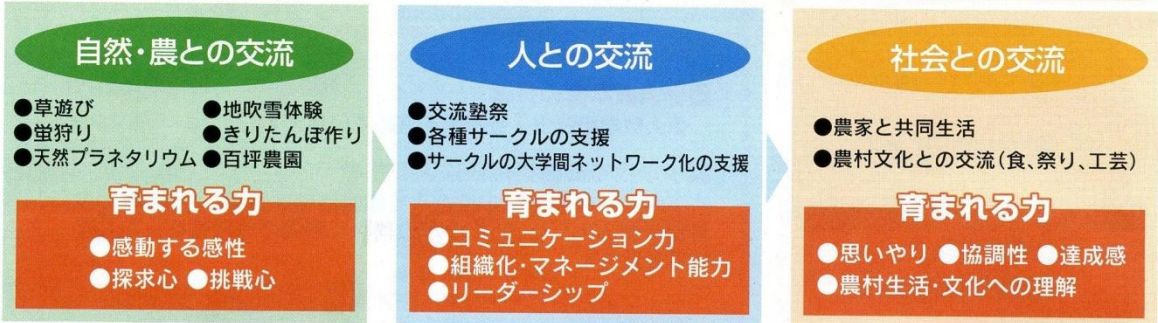 自然・農との交流
●草遊び ●地吹雪体験
●蛍狩り ●きりたんぽ作り
●天然プラネタリウム ●百坪農園
育まれる力
●感動する感性
●探求心 ●挑戦心
人との交流
●交流塾祭
●各種サークルの支援
●サークルの大学間ネットワーク化の支援
育まれる力
●コミュニケーション力
●組織化・マネージメント能力
●リーダーシップ
社会との交流
●農家と共同生活
●農村文化との交流(食、祭り、工芸)
育まれる力
●思いやり ●協調性 ●達成感
●農村生活・文化への理解